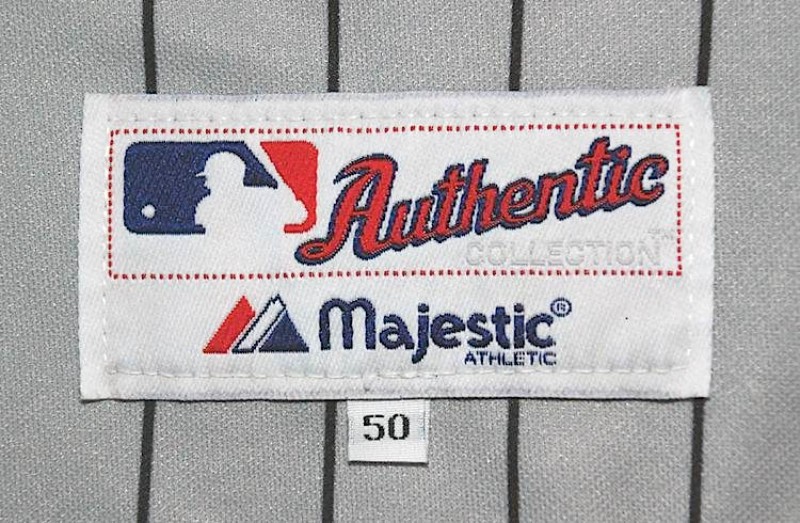 Authentic
COLLECTION™
Majestic®
ATHLETIC
50